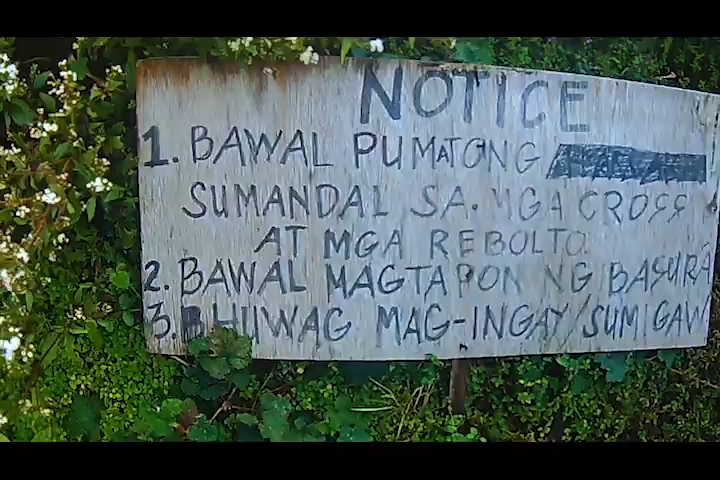 NOTICE
1. BAWAL PUMATONG
SUMANDAL SA. MGA CROSS
AT MGA REBOLTO
2. BAWAL MAGTAPON NG BASURA
3. HUWAG MAG-INGAY/SUMIGAW